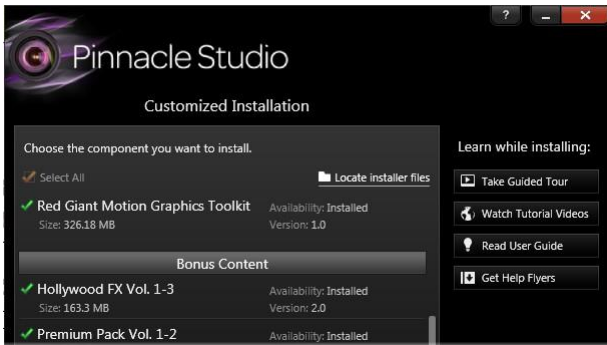 ?
Pinnacle Studio
Customized Installation
Choose the component you want to install.
Select All
Locate installer files
Red Giant Motion Graphics Toolkit
Availability: Installed
Size: 326.18 MB
Version: 1.0
Bonus Content
Hollywood FX Vol. 1-3
Availability: Installed
Size: 163.3 MB
Version: 2.0
Premium Pack Vol. 1-2
Availability: Installed
Learn while installing:
Take Guided Tour
Watch Tutorial Videos
Read User Guide
Get Help Flyers